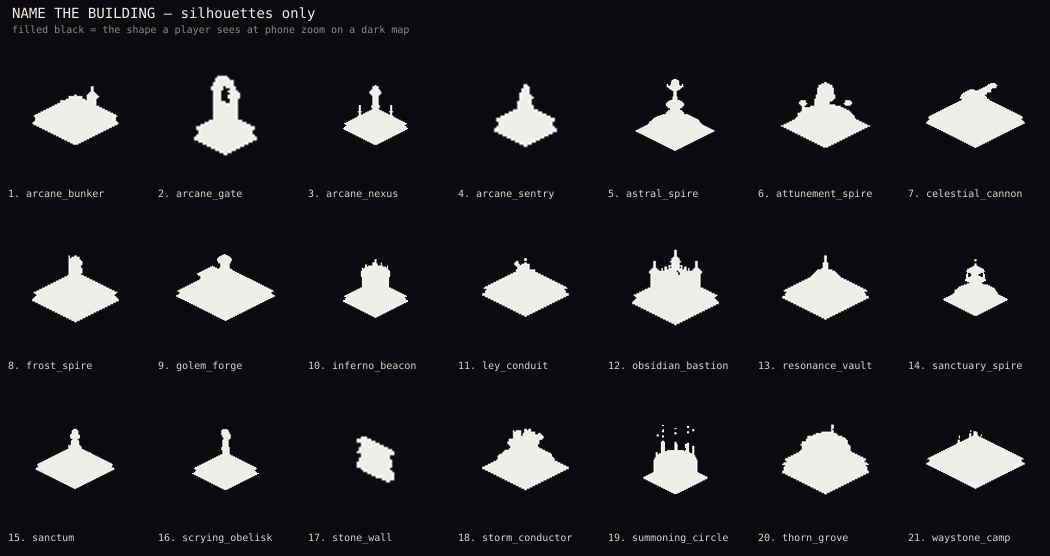 NAME THE BUILDING — silhouettes only
filled black = the shape a player sees at phone zoom on a dark map
1. arcane_bunker
2. arcane_gate
3. arcane_nexus
4. arcane_sentry
5. astral_spire
6. attunement_spire
7. celestial_cannon
8. frost_spire
9. golem_forge
10. inferno_beacon
11. ley_conduit
12. obsidian_bastion
13. resonance_vault
14. sanctuary_spire
15. sanctum
16. scrying_obelisk
17. stone_wall
18. storm_conductor
19. summoning_circle
20. thorn_grove
21. waystone_camp